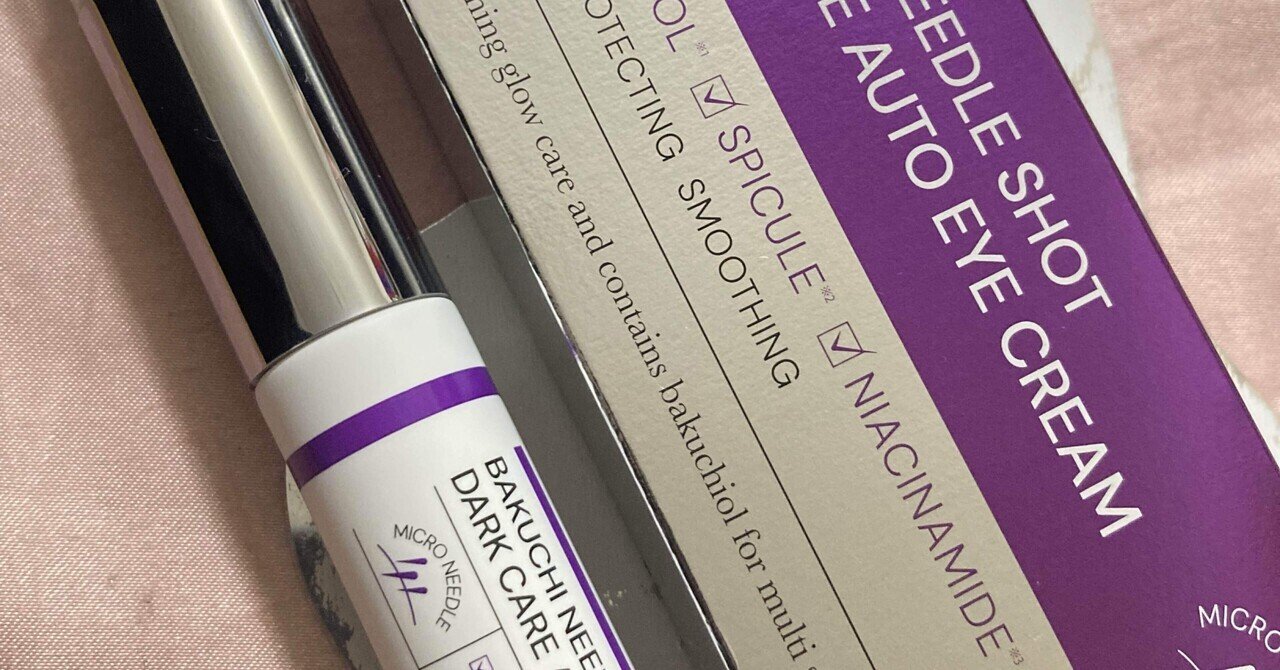 EEDLE SHOT
E AUTO EYE CREAM
OL※1 ☑ SPICULE※2 ☑ NIACINAMIDE※3
OTECTING SMOOTHING
ning glow care and contains bakuchiol for multi
MICRO
BAKUCHI NEE
DARK CARE
MICRO NEEDLE